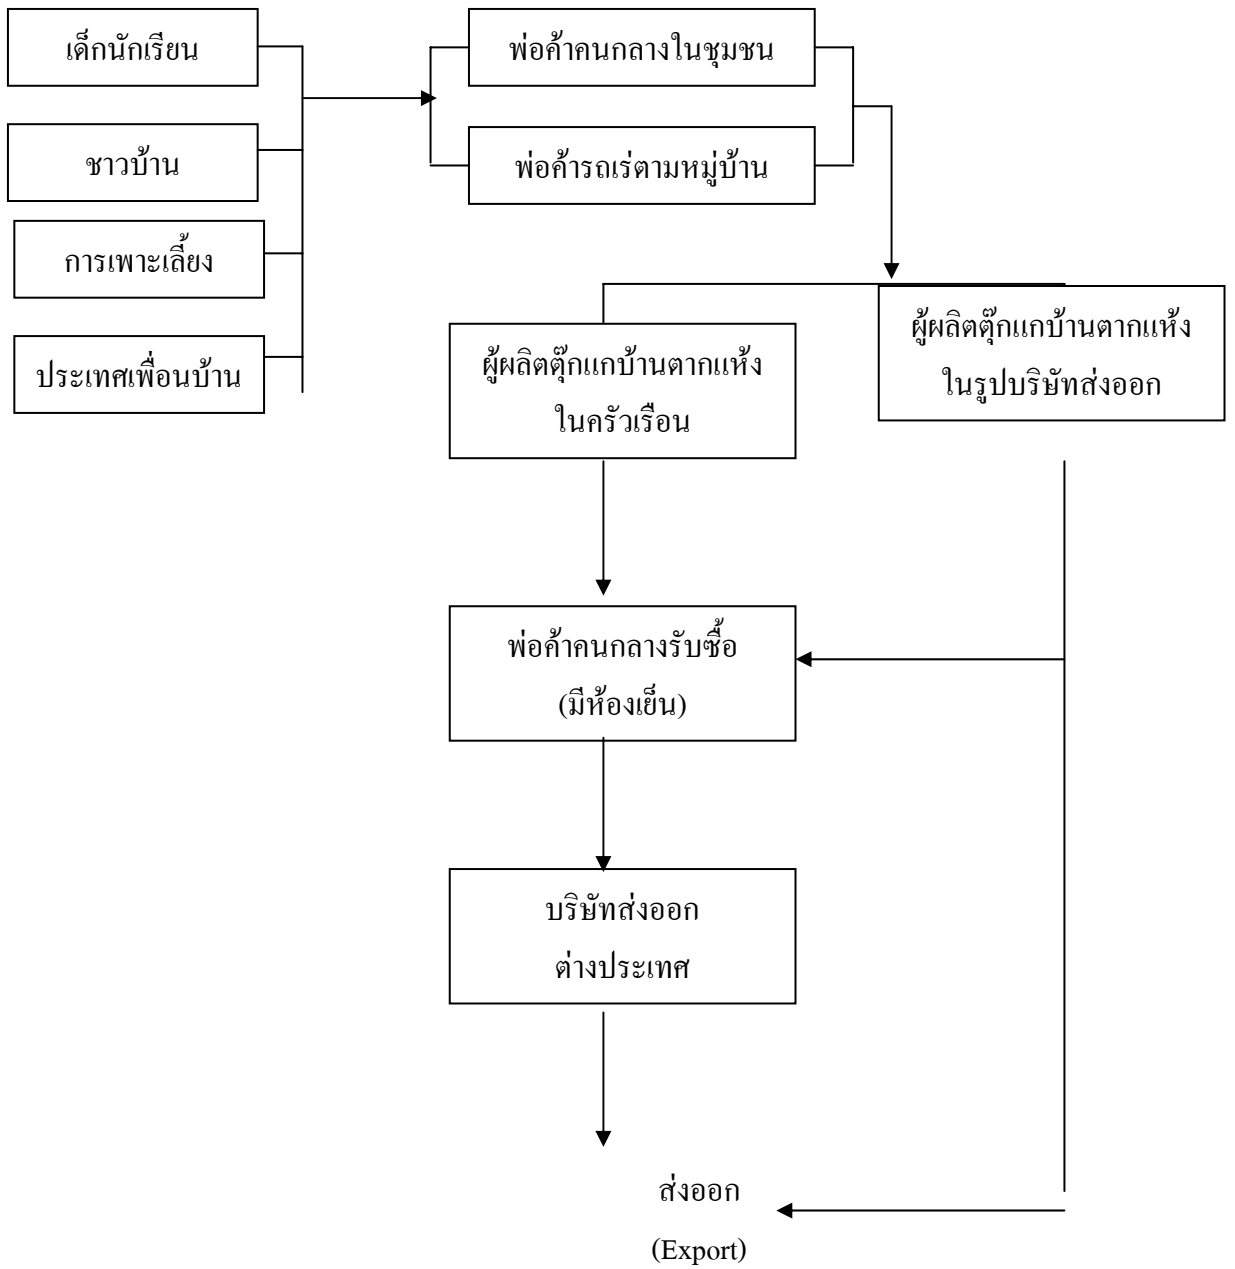 เด็กนักเรียน
พ่อค้าคนกลางในชุมชน
ชาวบ้าน
พ่อค้ารถเร่ตามหมู่บ้าน
การเพาะเลี้ยง
ประเทศเพื่อนบ้าน
ผู้ผลิตตุ๊กแกบ้านตากแห้ง
ในครัวเรือน
ผู้ผลิตตุ๊กแกบ้านตากแห้ง
ในรูปบริษัทส่งออก
พ่อค้าคนกลางรับซื้อ
(มีห้องเย็น)
บริษัทส่งออก
ต่างประเทศ
ส่งออก
(Export)